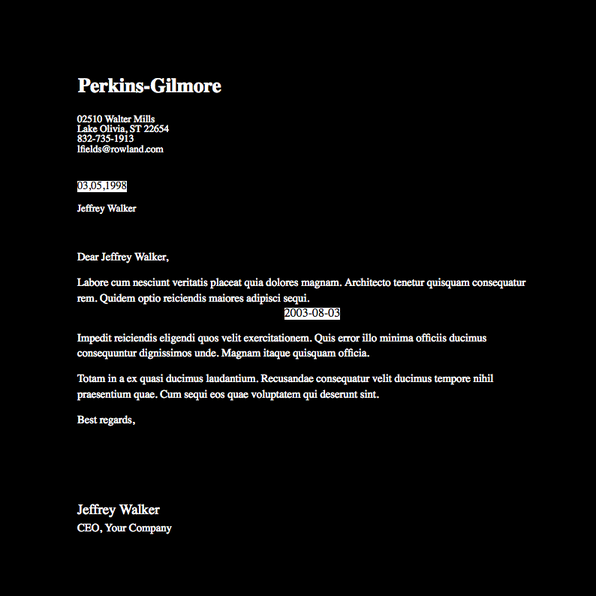 Perkins-Gilmore
02510 Walter Mills
Lake Olivia, ST 22654
832-735-1913
lfields@rowland.com
03,05,1998
Jeffrey Walker
Dear Jeffrey Walker,
Labore cum nesciunt veritatis placeat quia dolores magnam. Architecto tenetur quisquam consequatur
rem. Quidem optio reiciendis maiores adipisci sequi.
2003-08-03
Impedit reiciendis eligendi quos velit exercitationem. Quis error illo minima officiis ducimus
consequuntur dignissimos unde. Magnam itaque quisquam officia.
Totam in a ex quasi ducimus laudantium. Recusandae consequatur velit ducimus tempore nihil
praesentium quae. Cum sequi eos quae voluptatem qui deserunt sint.
Best regards,
Jeffrey Walker
CEO, Your Company